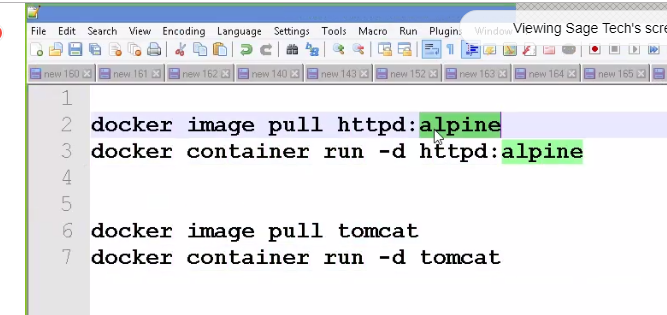 Viewing Sage Tech's scre
File Edit Search View Encoding Language Settings Tools Macro Run Plugin Window
new 160 new 161 new 162 new 140 new 143 new 152 new 163 new 164 new 165
1
2 docker image pull httpd:alpine
3 docker container run -d httpd:alpine
4
5
6 docker image pull tomcat
7 docker container run -d tomcat